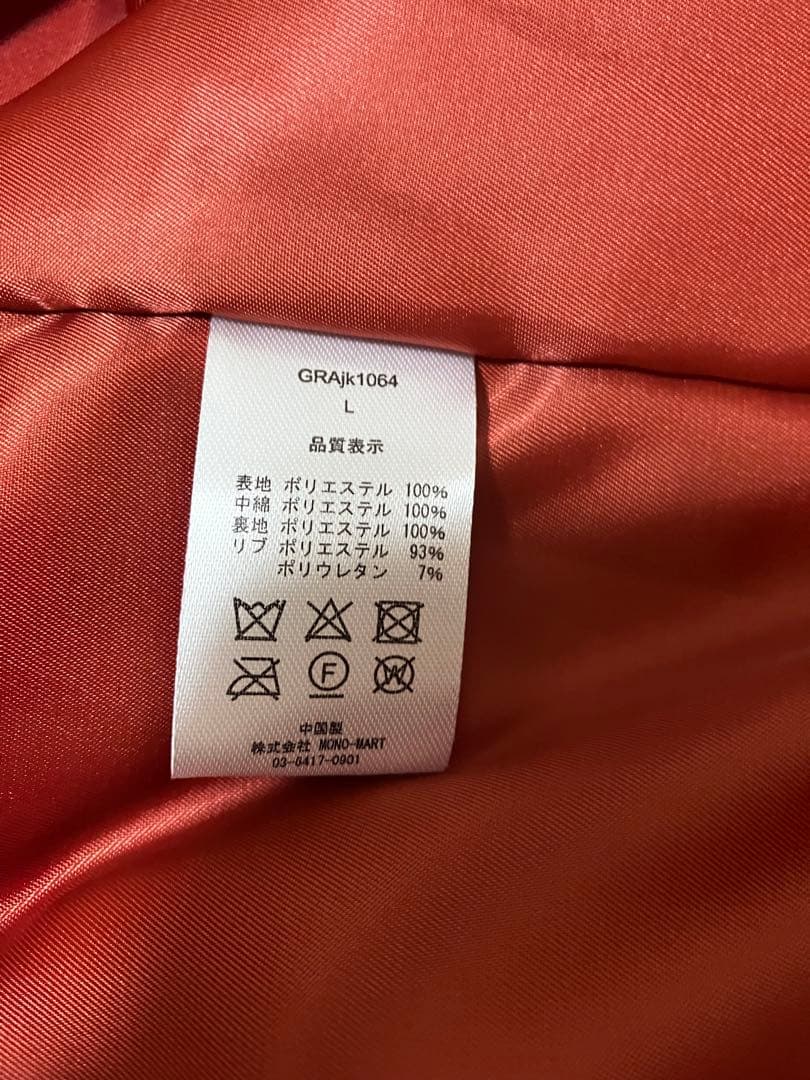 GRAjk1064
L
品質表示
表地 ポリエステル 100%
中綿 ポリエステル 100%
裏地 ポリエステル 100%
リブ ポリエステル 93%
ポリウレタン 7%
F
W
中国製
株式会社 MONO-MART
03-6417-0901